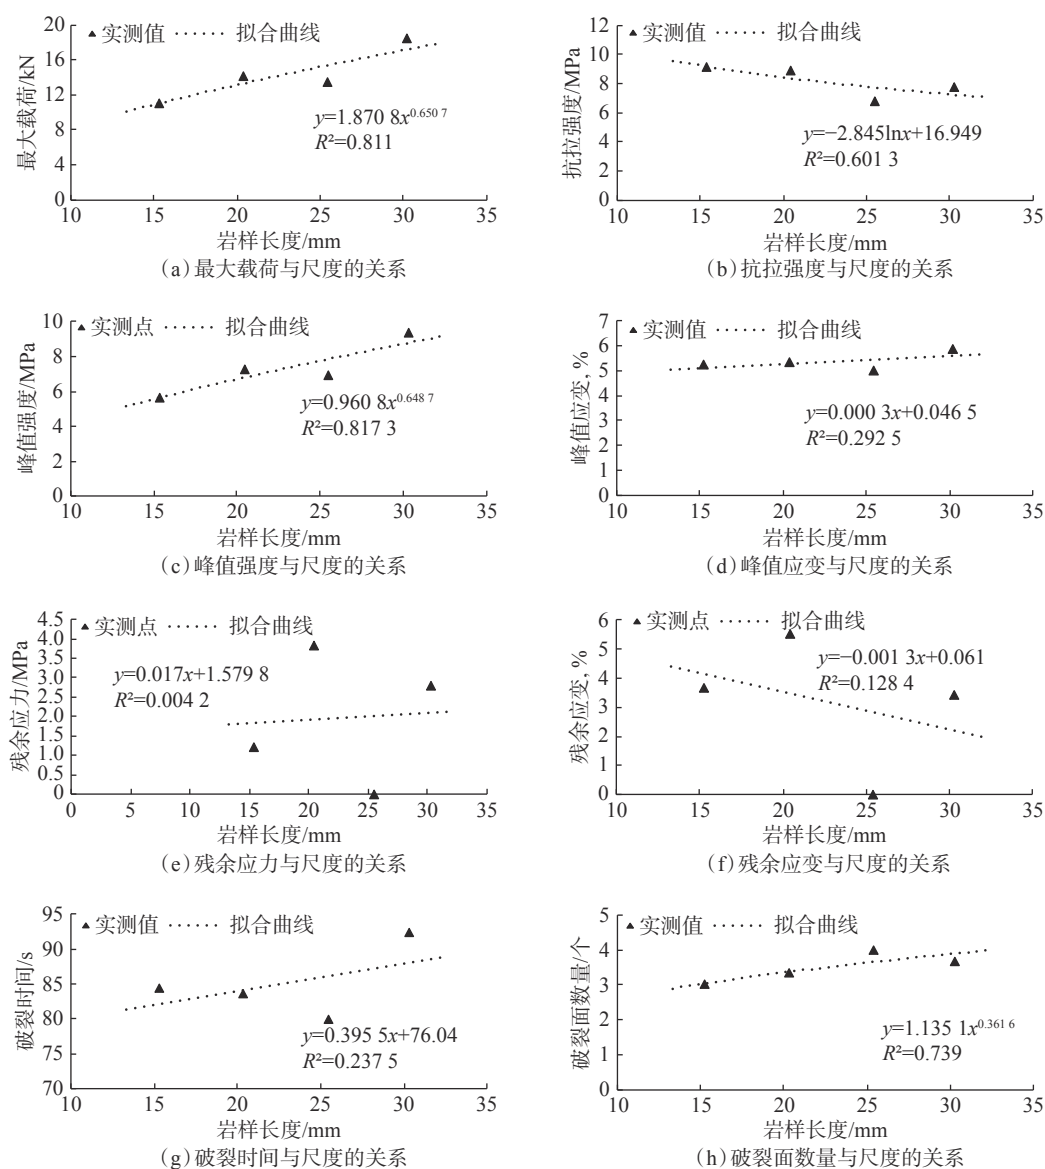 ▲ 实测值 ······ 拟合曲线
最大载荷/kN
20
16
12
8
4
0
y=1.870 8x^0.650 7
R²=0.811
10 15 20 25 30 35
岩样长度/mm
(a)最大载荷与尺度的关系
▲ 实测值 ······ 拟合曲线
抗拉强度/MPa
12
10
8
6
4
2
0
y=−2.845lnx+16.949
R²=0.601 3
10 15 20 25 30 35
岩样长度/mm
(b)抗拉强度与尺度的关系
▲ 实测点 ······ 拟合曲线
峰值强度/MPa
10
8
6
4
2
0
y=0.960 8x^0.648 7
R²=0.817 3
10 15 20 25 30 35
岩样长度/mm
(c)峰值强度与尺度的关系
▲ 实测值 ······ 拟合曲线
峰值应变, %
7
6
5
4
3
2
1
0
y=0.000 3x+0.046 5
R²=0.292 5
10 15 20 25 30 35
岩样长度/mm
(d)峰值应变与尺度的关系
▲ 实测点 ······ 拟合曲线
残余应力/MPa
4.5
4.0
3.5
3.0
2.5
2.0
1.5
1.0
0.5
0
y=0.017x+1.579 8
R²=0.004 2
0 5 10 15 20 25 30 35
岩样长度/mm
(e)残余应力与尺度的关系
▲ 实测点 ······ 拟合曲线
残余应变, %
6
5
4
3
2
1
0
y=−0.001 3x+0.061
R²=0.128 4
10 15 20 25 30 35
岩样长度/mm
(f)残余应变与尺度的关系
▲ 实测值 ······ 拟合曲线
破裂时间/s
95
90
85
80
75
70
y=0.395 5x+76.04
R²=0.237 5
10 15 20 25 30 35
岩样长度/mm
(g)破裂时间与尺度的关系
▲ 实测值 ······ 拟合曲线
破裂面数量/个
5
4
3
2
1
0
y=1.135 1x^0.361 6
R²=0.739
10 15 20 25 30 35
岩样长度/mm
(h)破裂面数量与尺度的关系